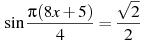 sin π(8x+5)/4 = √2/2